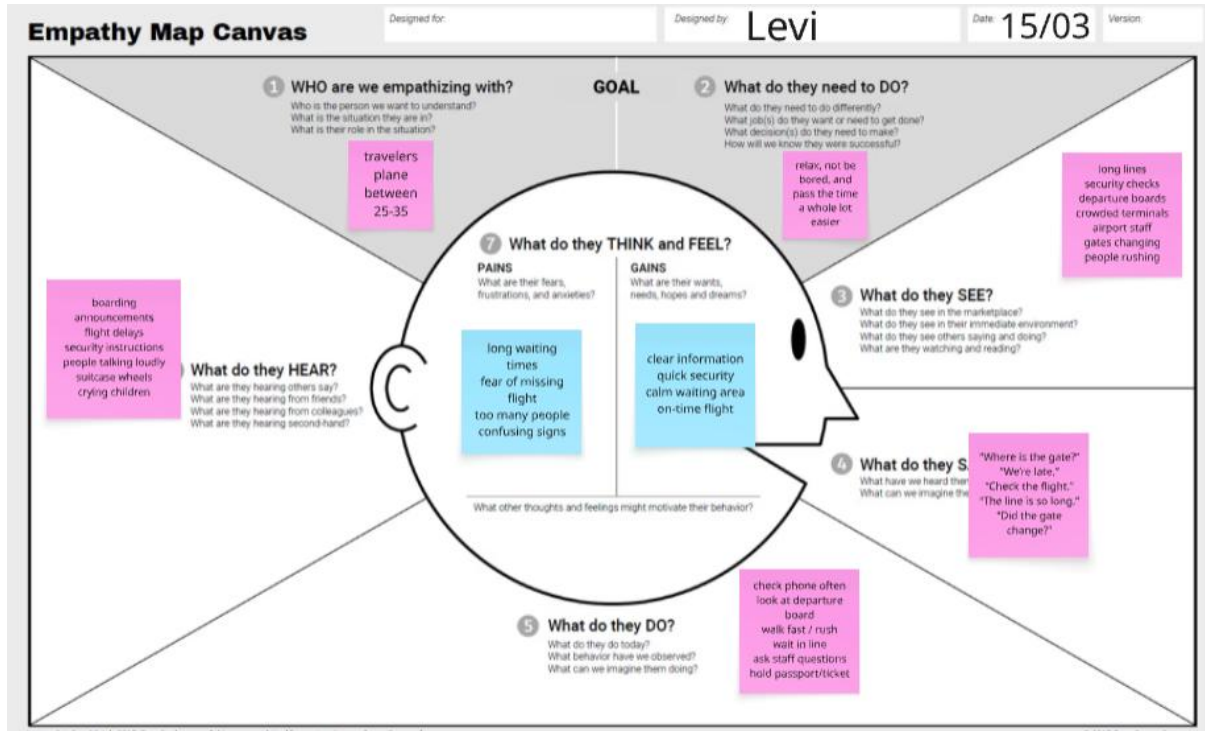 Empathy Map Canvas
Designed for:
Designed by:
Levi
Date:
15/03
Version:
1 WHO are we empathizing with?
Who is the person we want to understand?
What is the situation they are in?
What is their role in the situation?
travelers
plane
between
25-35
GOAL
2 What do they need to DO?
What do they need to do differently?
What job(s) do they want or need to get done?
What decision(s) do they need to make?
How will we know they were successful?
relax, not be
bored, and
pass the time
a whole lot
easier
long lines
security checks
departure boards
crowded terminals
airport staff
gates changing
people rushing
3 What do they SEE?
What do they see in the marketplace?
What do they see in their immediate environment?
What do they see others saying and doing?
What are they watching and reading?
"Where is the gate?"
"We're late."
"Check the flight."
"The line is so long."
"Did the gate
change?"
4 What do they S
What have we heard
What can we imagine
5 What do they DO?
What do they do today?
What behavior have we observed?
What can we imagine them doing?
check phone often
look at departure
board
walk fast / rush
wait in line
ask staff questions
hold passport/ticket
boarding
announcements
flight delays
security instructions
people talking loudly
suitcase wheels
crying children
What do they HEAR?
What are they hearing others say?
What are they hearing from friends?
What are they hearing from colleagues?
What are they hearing second-hand?
7 What do they THINK and FEEL?
PAINS
What are their fears,
frustrations, and anxieties?
long waiting
times
fear of missing
flight
too many people
confusing signs
GAINS
What are their wants,
needs, hopes and dreams?
clear information
quick security
calm waiting area
on-time flight
What other thoughts and feelings might motivate their behavior?